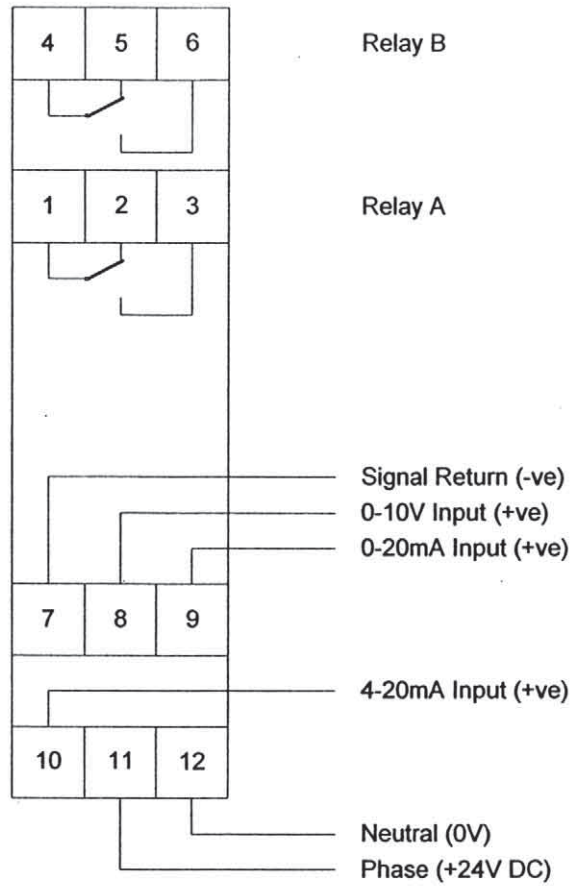 4 5 6 Relay B
1 2 3 Relay A
Signal Return (-ve)
0-10V Input (+ve)
0-20mA Input (+ve)
7 8 9
4-20mA Input (+ve)
10 11 12
Neutral (0V)
Phase (+24V DC)